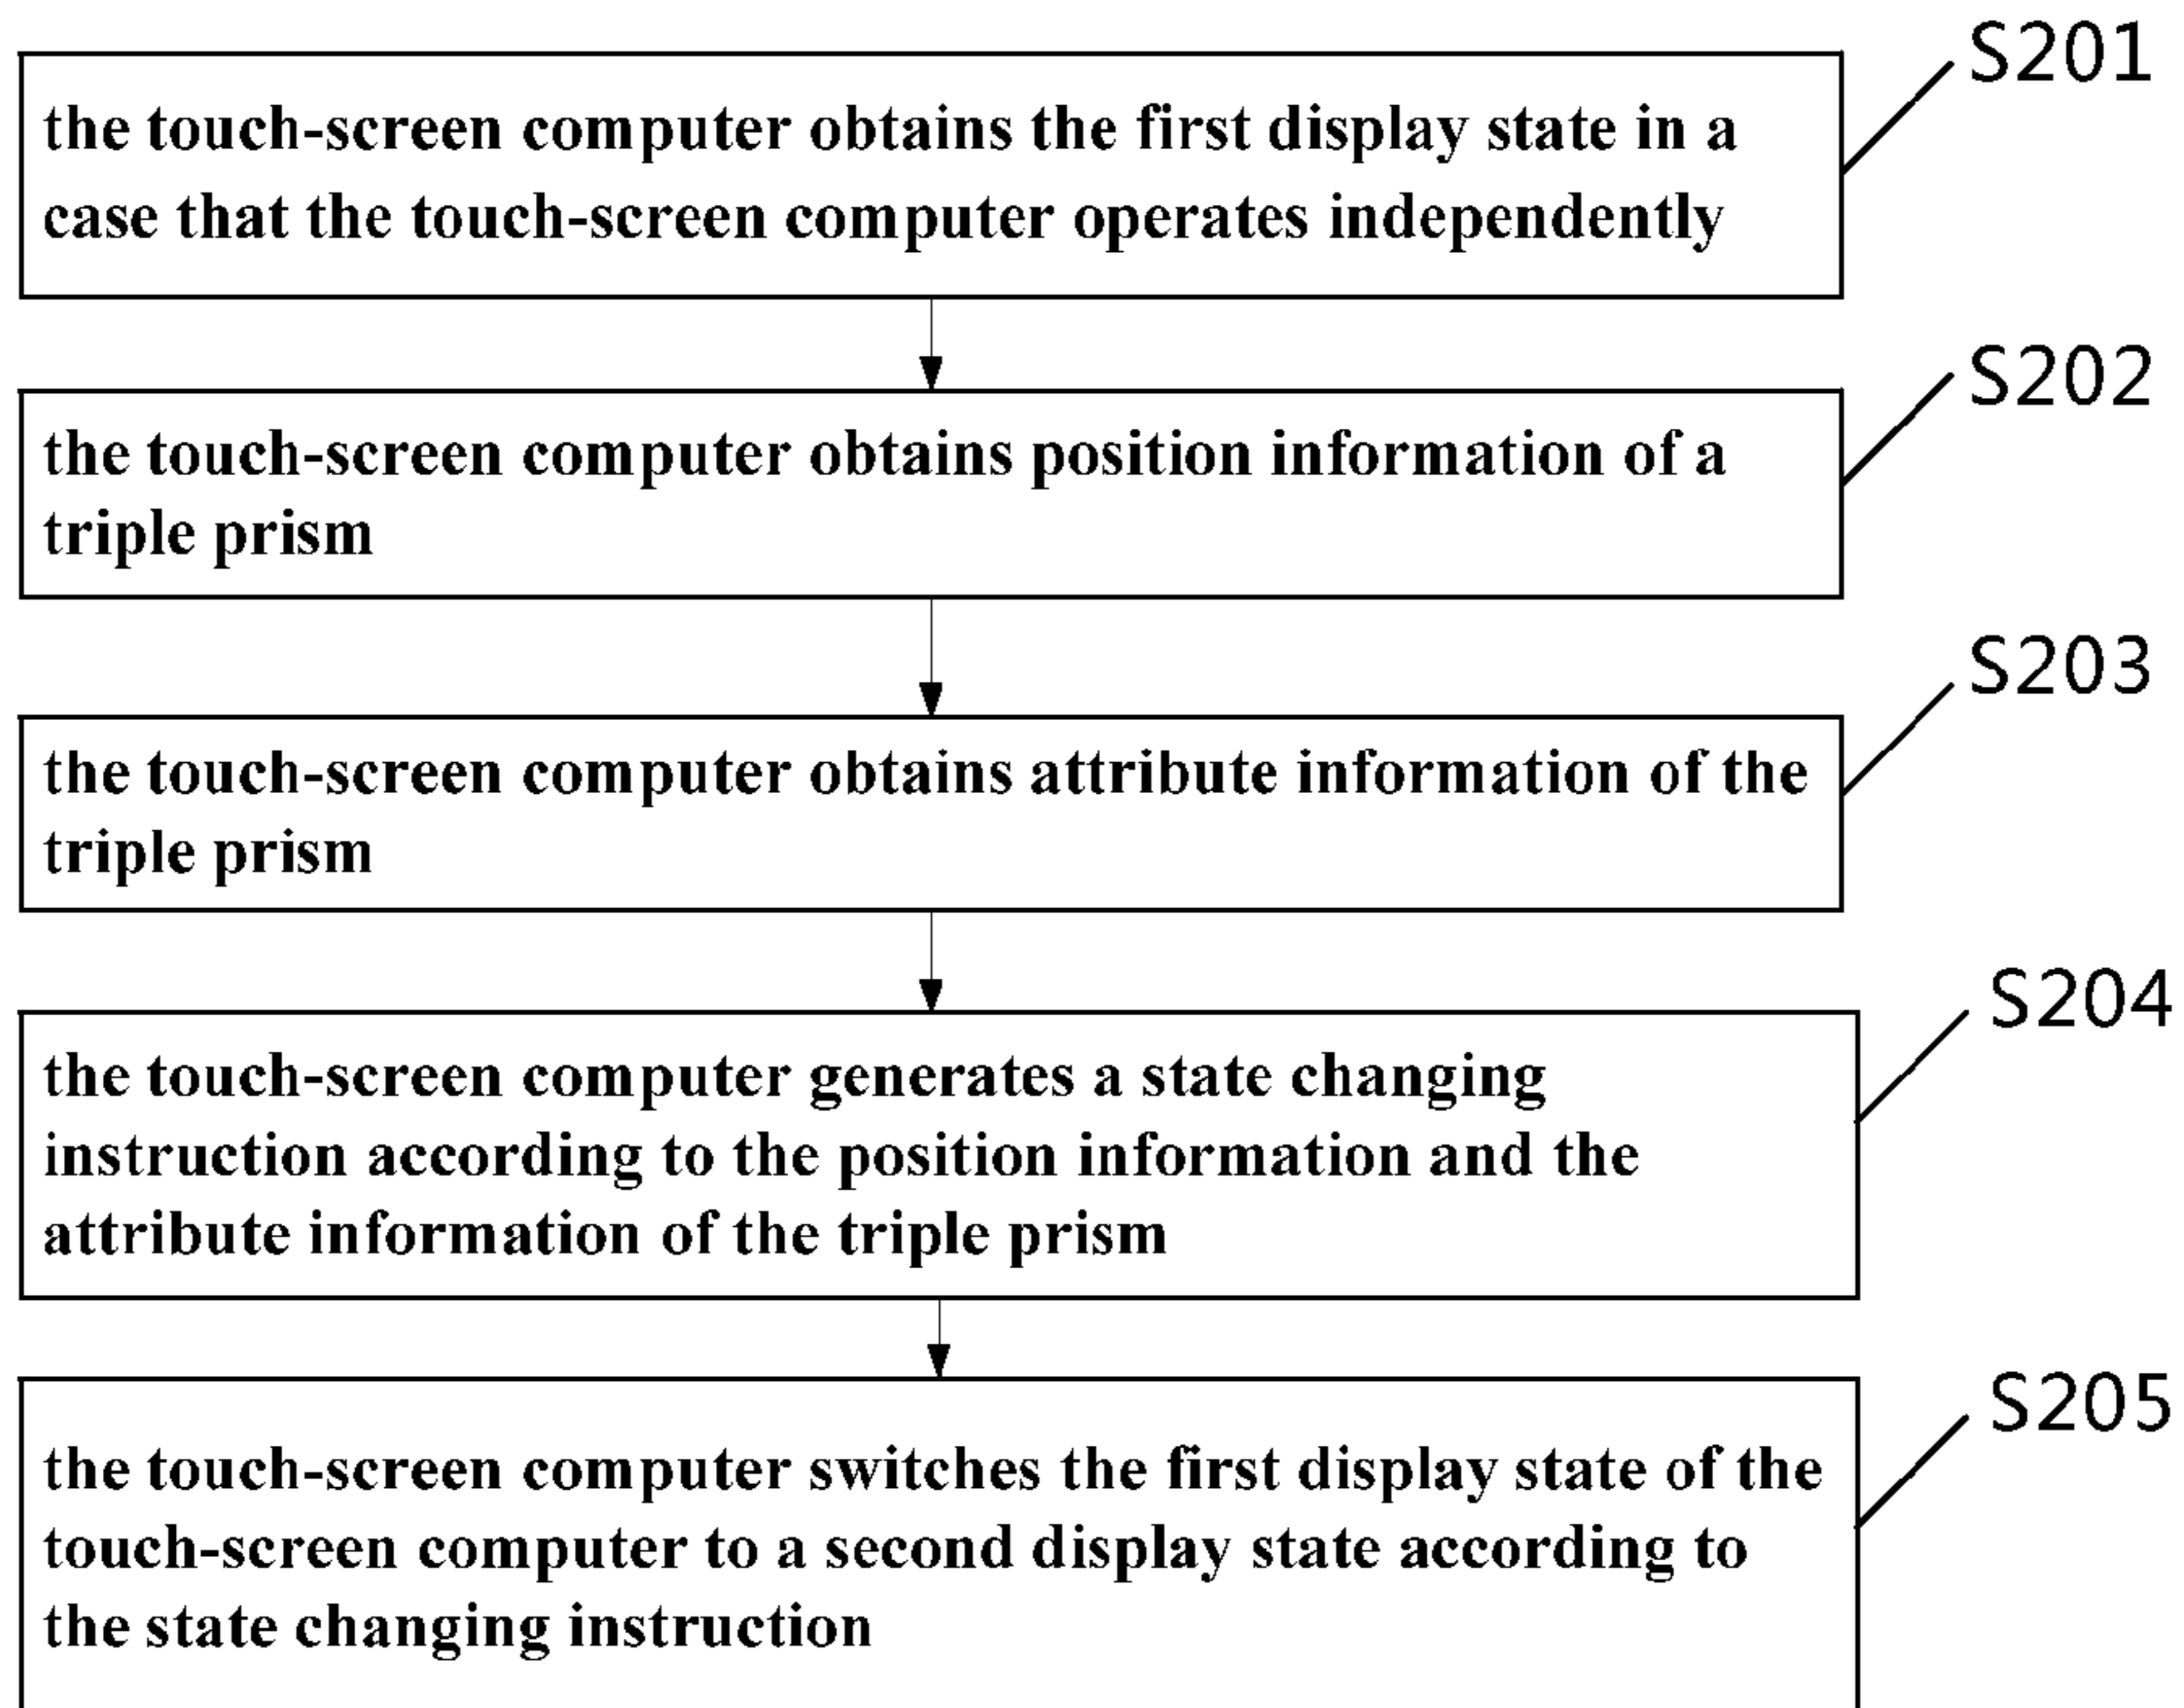 S201
the touch-screen computer obtains the first display state in a
case that the touch-screen computer operates independently
S202
the touch-screen computer obtains position information of a
triple prism
S203
the touch-screen computer obtains attribute information of the
triple prism
S204
the touch-screen computer generates a state changing
instruction according to the position information and the
attribute information of the triple prism
S205
the touch-screen computer switches the first display state of the
touch-screen computer to a second display state according to
the state changing instruction